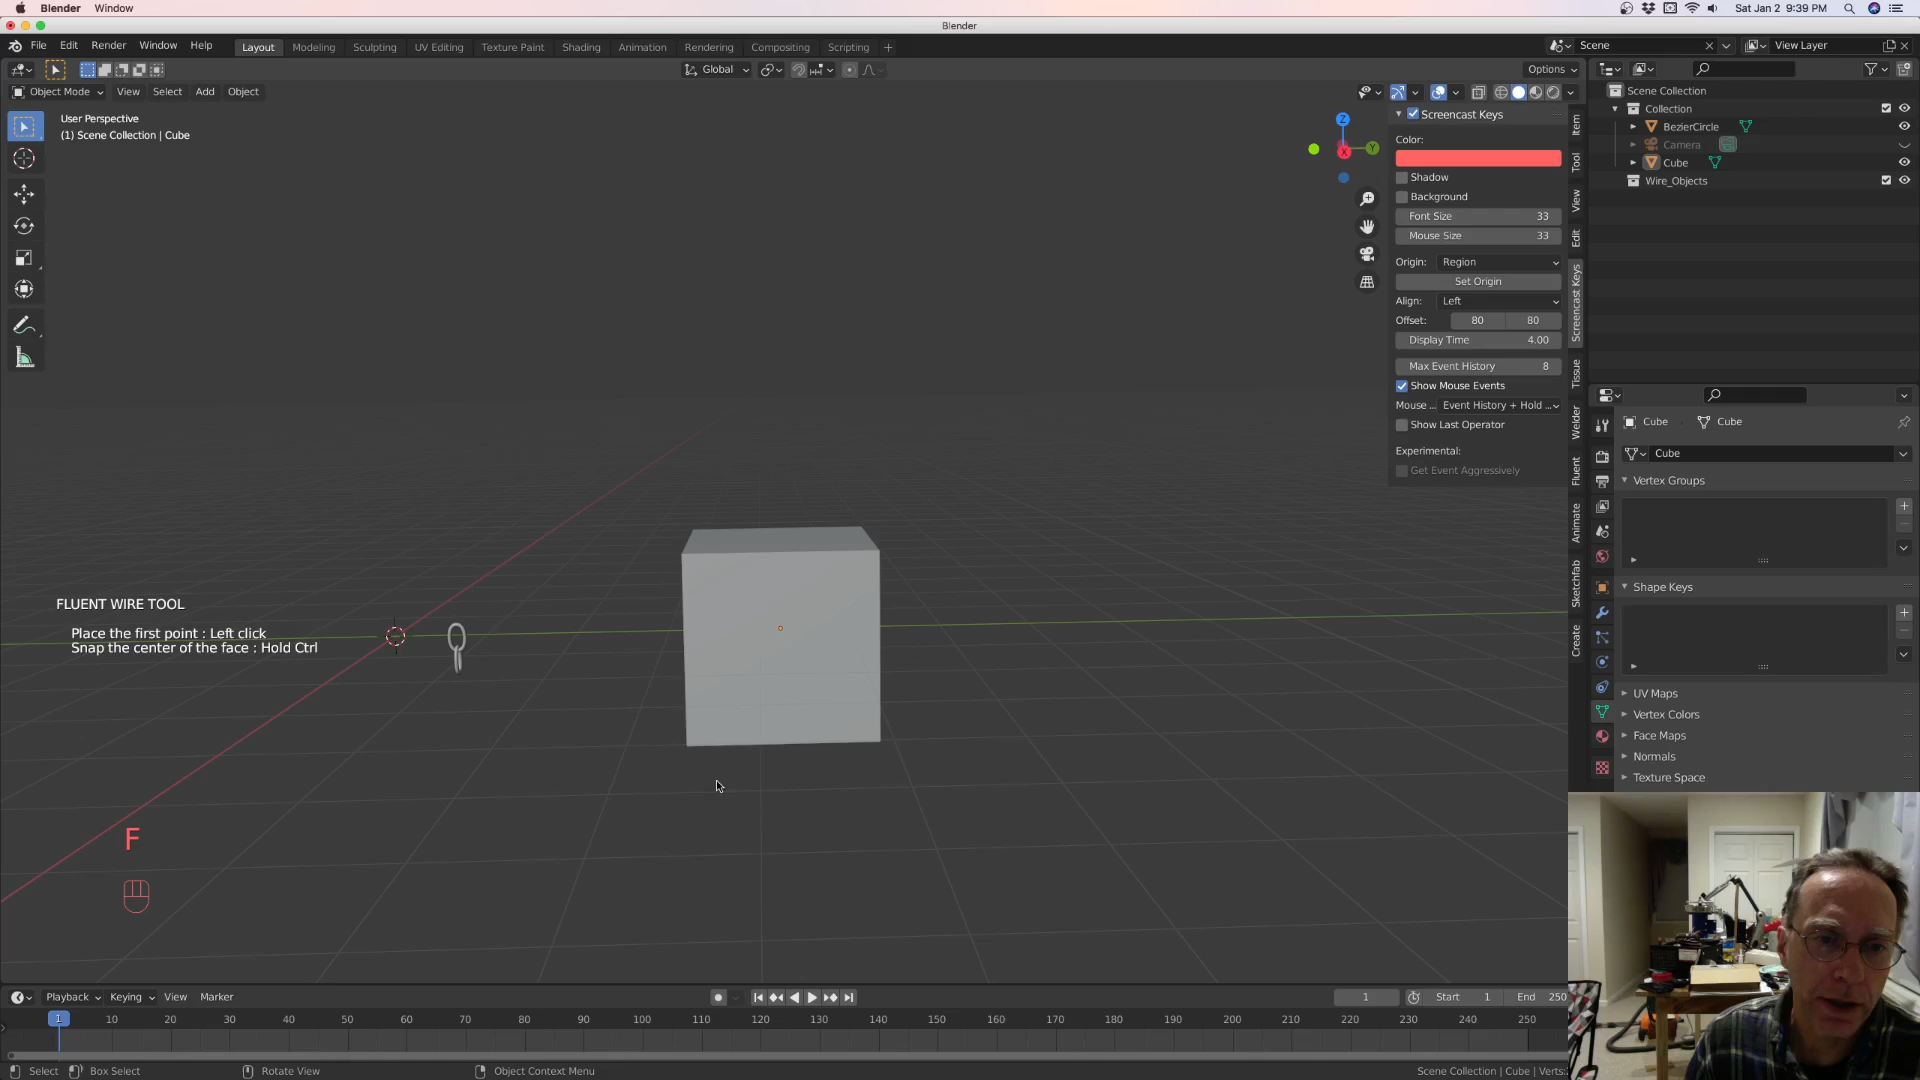 Blender Window Sat Jan 2 9:39 PM
Blender
File Edit Render Window Help Layout Modeling Sculpting UV Editing Texture Paint Shading Animation Rendering Compositing Scripting + Scene View Layer
Global Options
Object Mode View Select Add Object
User Perspective
(1) Scene Collection | Cube
Z
Y
X
Screencast Keys
Color:
Shadow
Background
Font Size 33
Mouse Size 33
Origin: Region
Set Origin
Align: Left
Offset: 80 80
Display Time 4.00
Max Event History 8
Show Mouse Events
Mouse ... Event History + Hold ...
Show Last Operator
Experimental:
Get Event Aggressively
Item
Tool
View
Edit
Screencast Keys
Tissue
Welder
Fluent
Animate
Sketchfab
Create
Scene Collection
Collection
BezierCircle
Camera
Cube
Wire_Objects
Cube Cube
Cube
Vertex Groups
Shape Keys
UV Maps
Vertex Colors
Face Maps
Normals
Texture Space
FLUENT WIRE TOOL
Place the first point : Left click
Snap the center of the face : Hold Ctrl
F
Playback Keying View Marker 1 Start 1 End 250
1 10 20 30 40 50 60 70 80 90 100 110 120 130 140 150 160 170 180 190 200 210 220 230 240 250
Select Box Select Rotate View Object Context Menu Scene Collection | Cube | Verts: